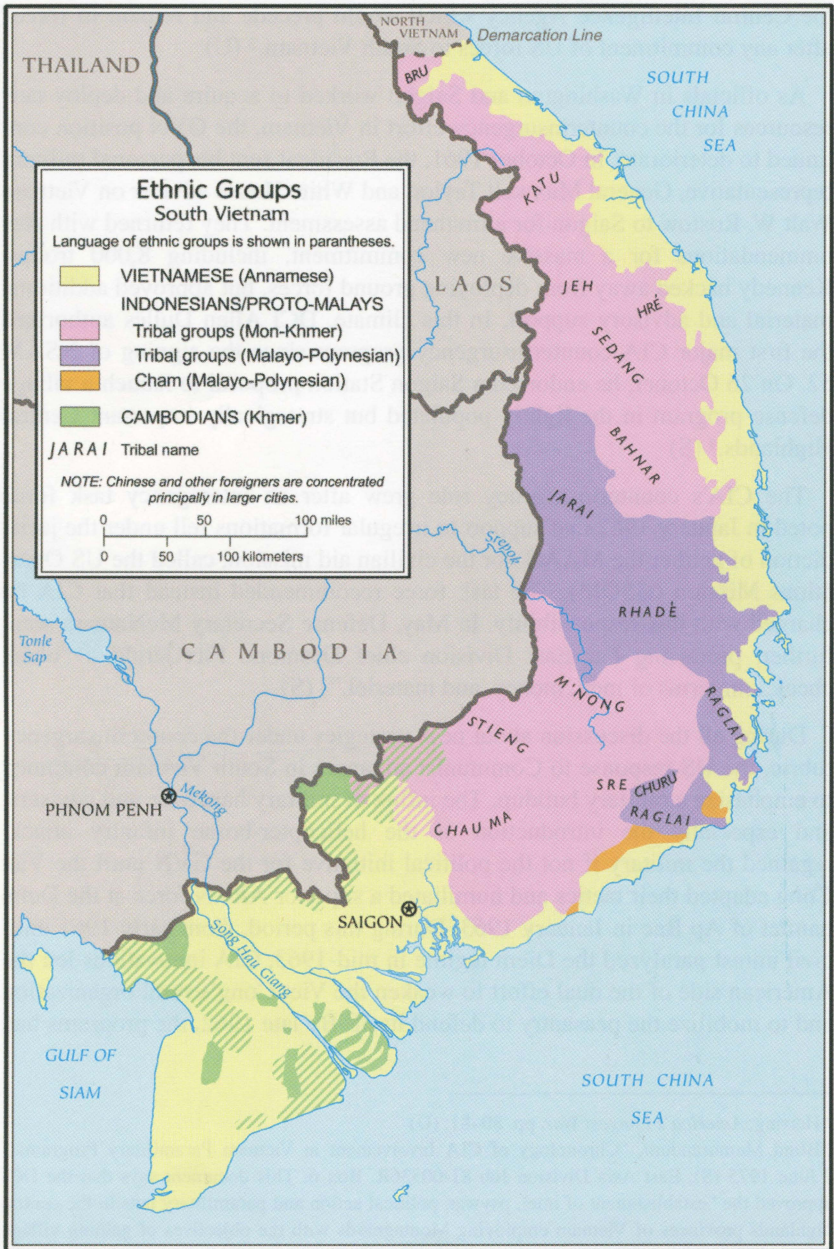 NORTH
VIETNAM
Demarcation Line
THAILAND
BRU
SOUTH
CHINA
SEA
KATU
Ethnic Groups
South Vietnam
Language of ethnic groups is shown in parantheses.
VIETNAMESE (Annamese)
INDONESIANS/PROTO-MALAYS
Tribal groups (Mon-Khmer)
Tribal groups (Malayo-Polynesian)
Cham (Malayo-Polynesian)
CAMBODIANS (Khmer)
JARAI Tribal name
NOTE: Chinese and other foreigners are concentrated
principally in larger cities.
0 50 100 miles
0 50 100 kilometers
LAOS
JEH
HRÊ
SEDANG
BAHNAR
JARAI
Srepok
RHADÊ
Tonle
Sap
CAMBODIA
M'NONG
RAGLAI
STIENG
SRE
CHURU
RAGLAI
CHAU MA
PHNOM PENH
Mekong
SAIGON
Song Hau Giang
GULF OF
SIAM
SOUTH CHINA
SEA